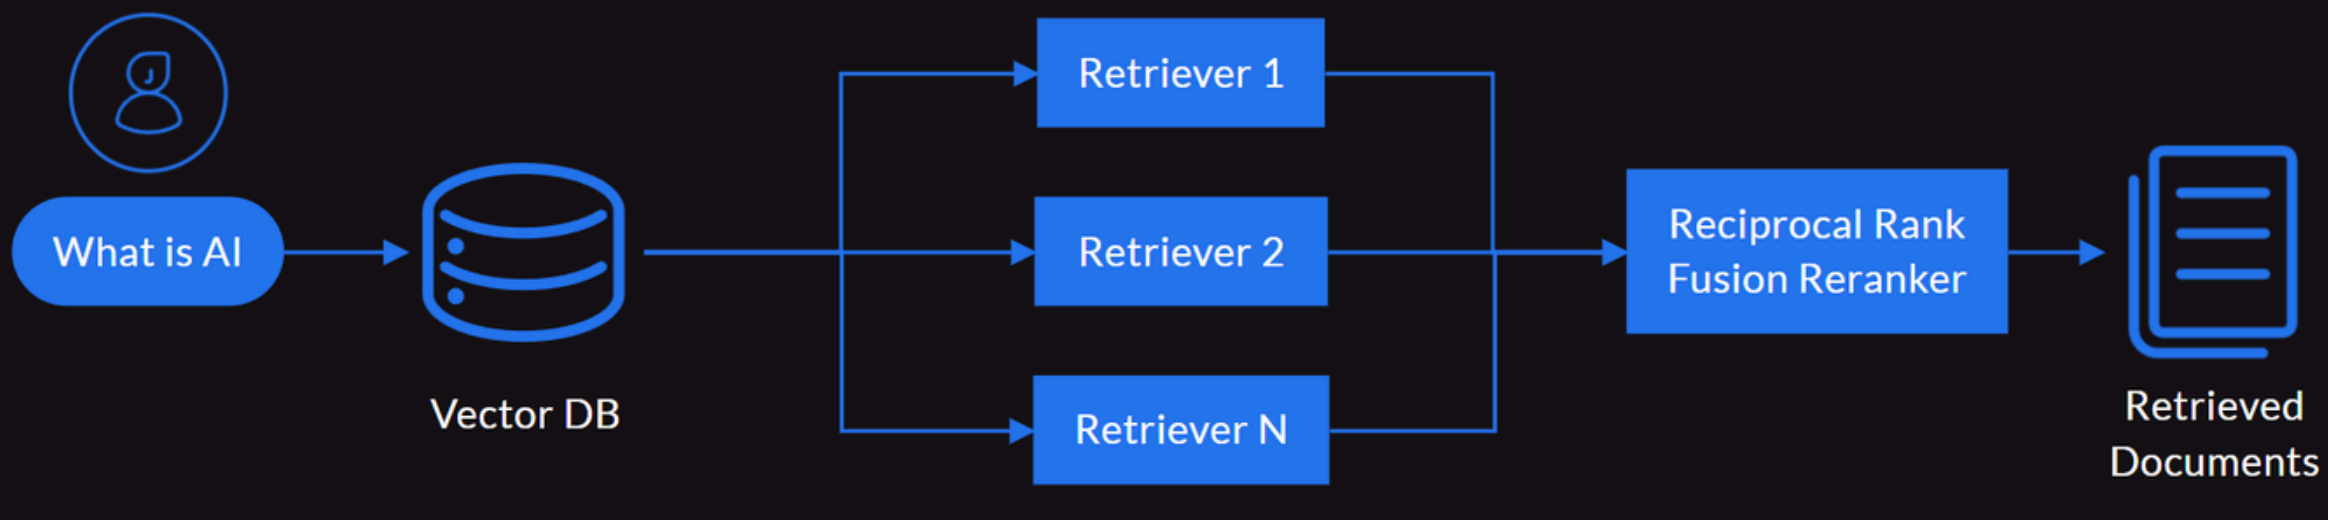 What is AI
Vector DB
Retriever 1
Retriever 2
Retriever N
Reciprocal Rank
Fusion Reranker
Retrieved
Documents